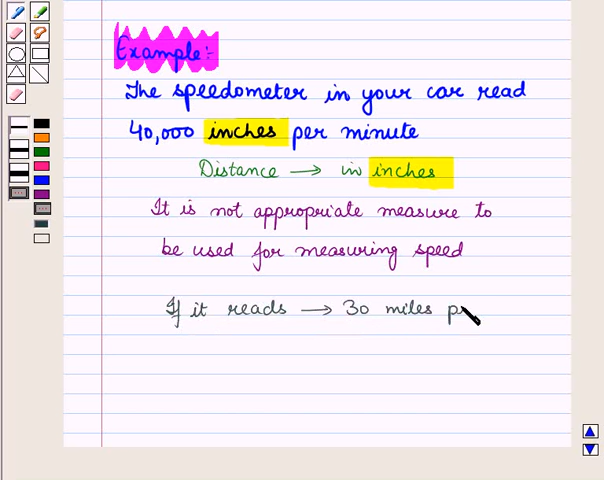 Example:-
The speedometer in your car read
40,000 inches per minute
Distance → in inches
It is not appropriate measure to
be used for measuring speed
If it reads → 30 miles p